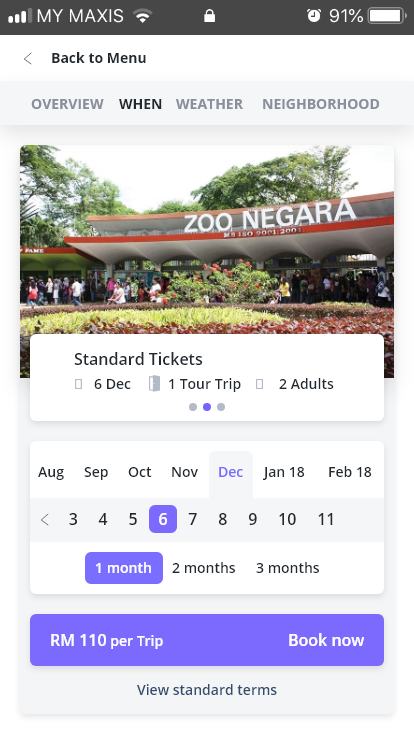 MY MAXIS 91%
Back to Menu
OVERVIEW WHEN WEATHER NEIGHBORHOOD
ZOO NEGARA
MS ISO 9001:2001
FAME
Standard Tickets
6 Dec 1 Tour Trip 2 Adults
Aug Sep Oct Nov Dec Jan 18 Feb 18
3 4 5 6 7 8 9 10 11
1 month 2 months 3 months
RM 110 per Trip Book now
View standard terms